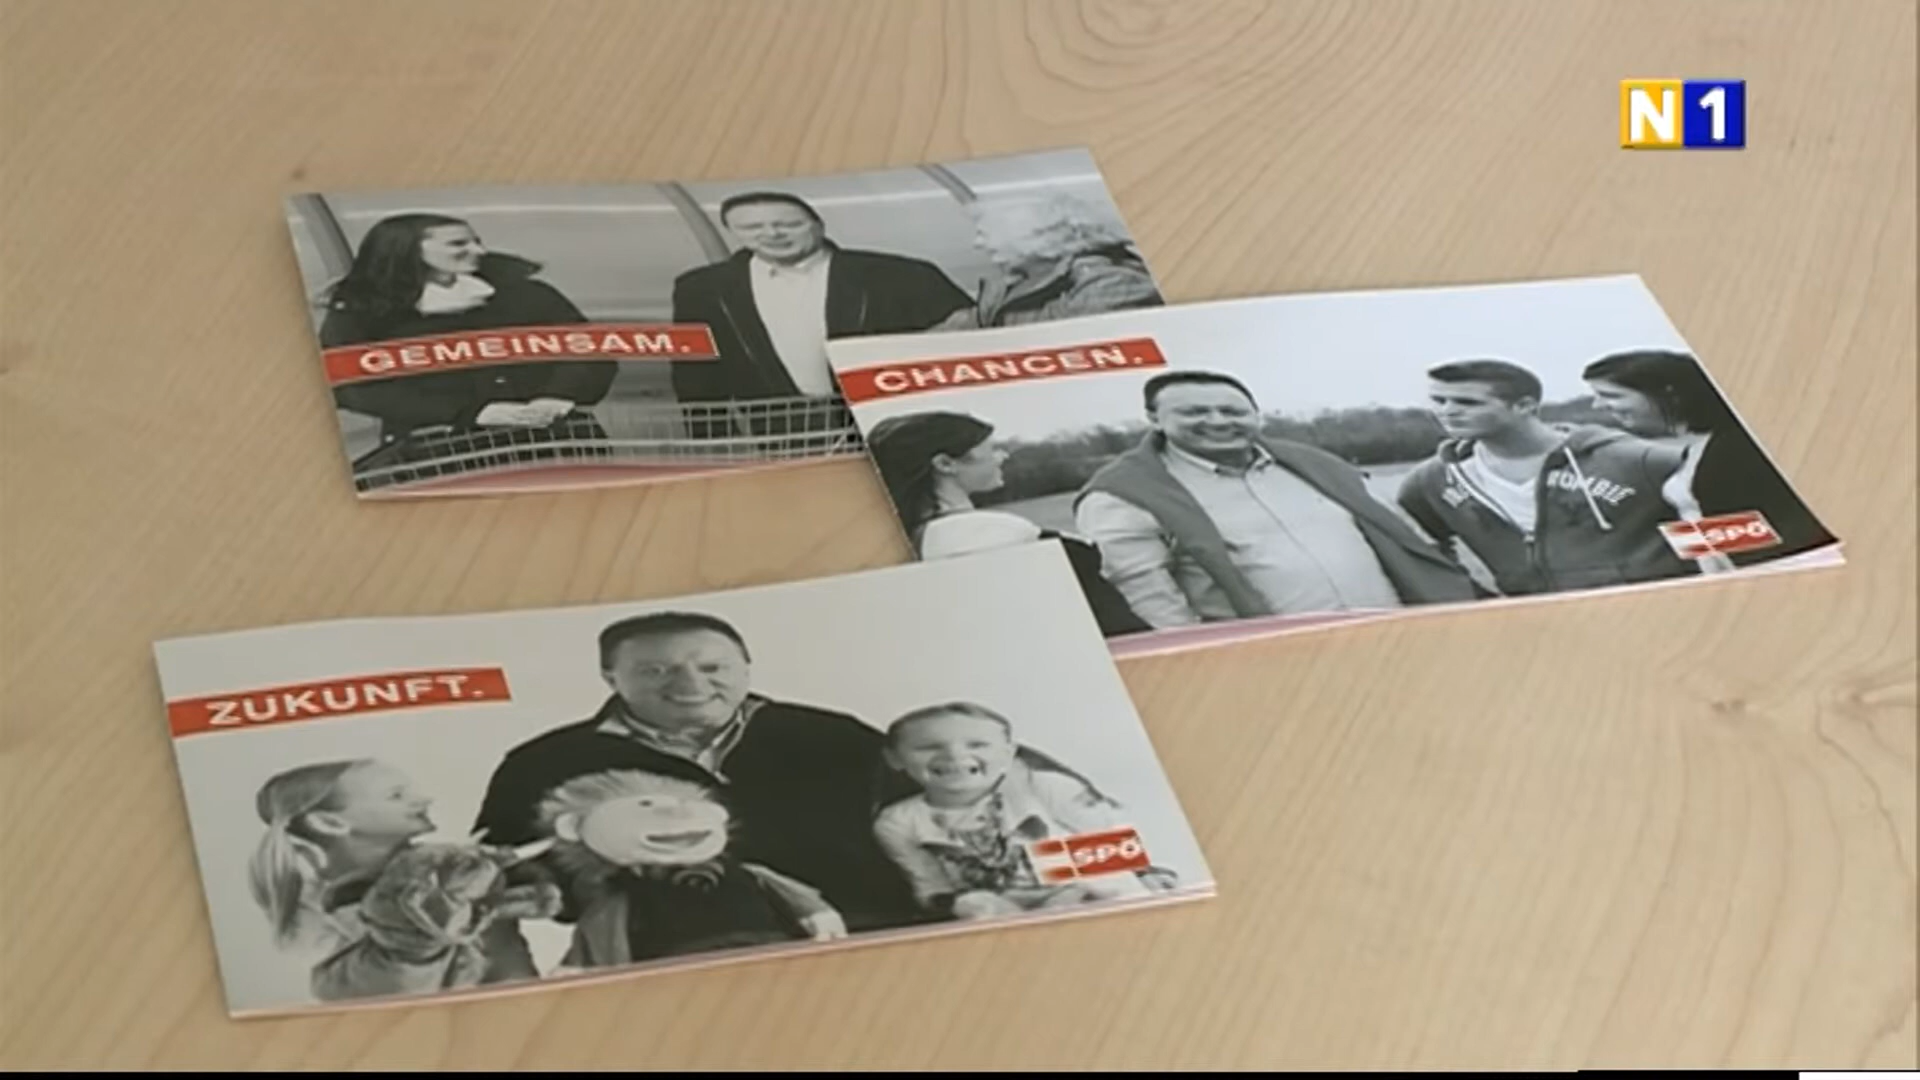 N1
GEMEINSAM.
CHANCEN.
SPÖ
ZUKUNFT.
SPÖ